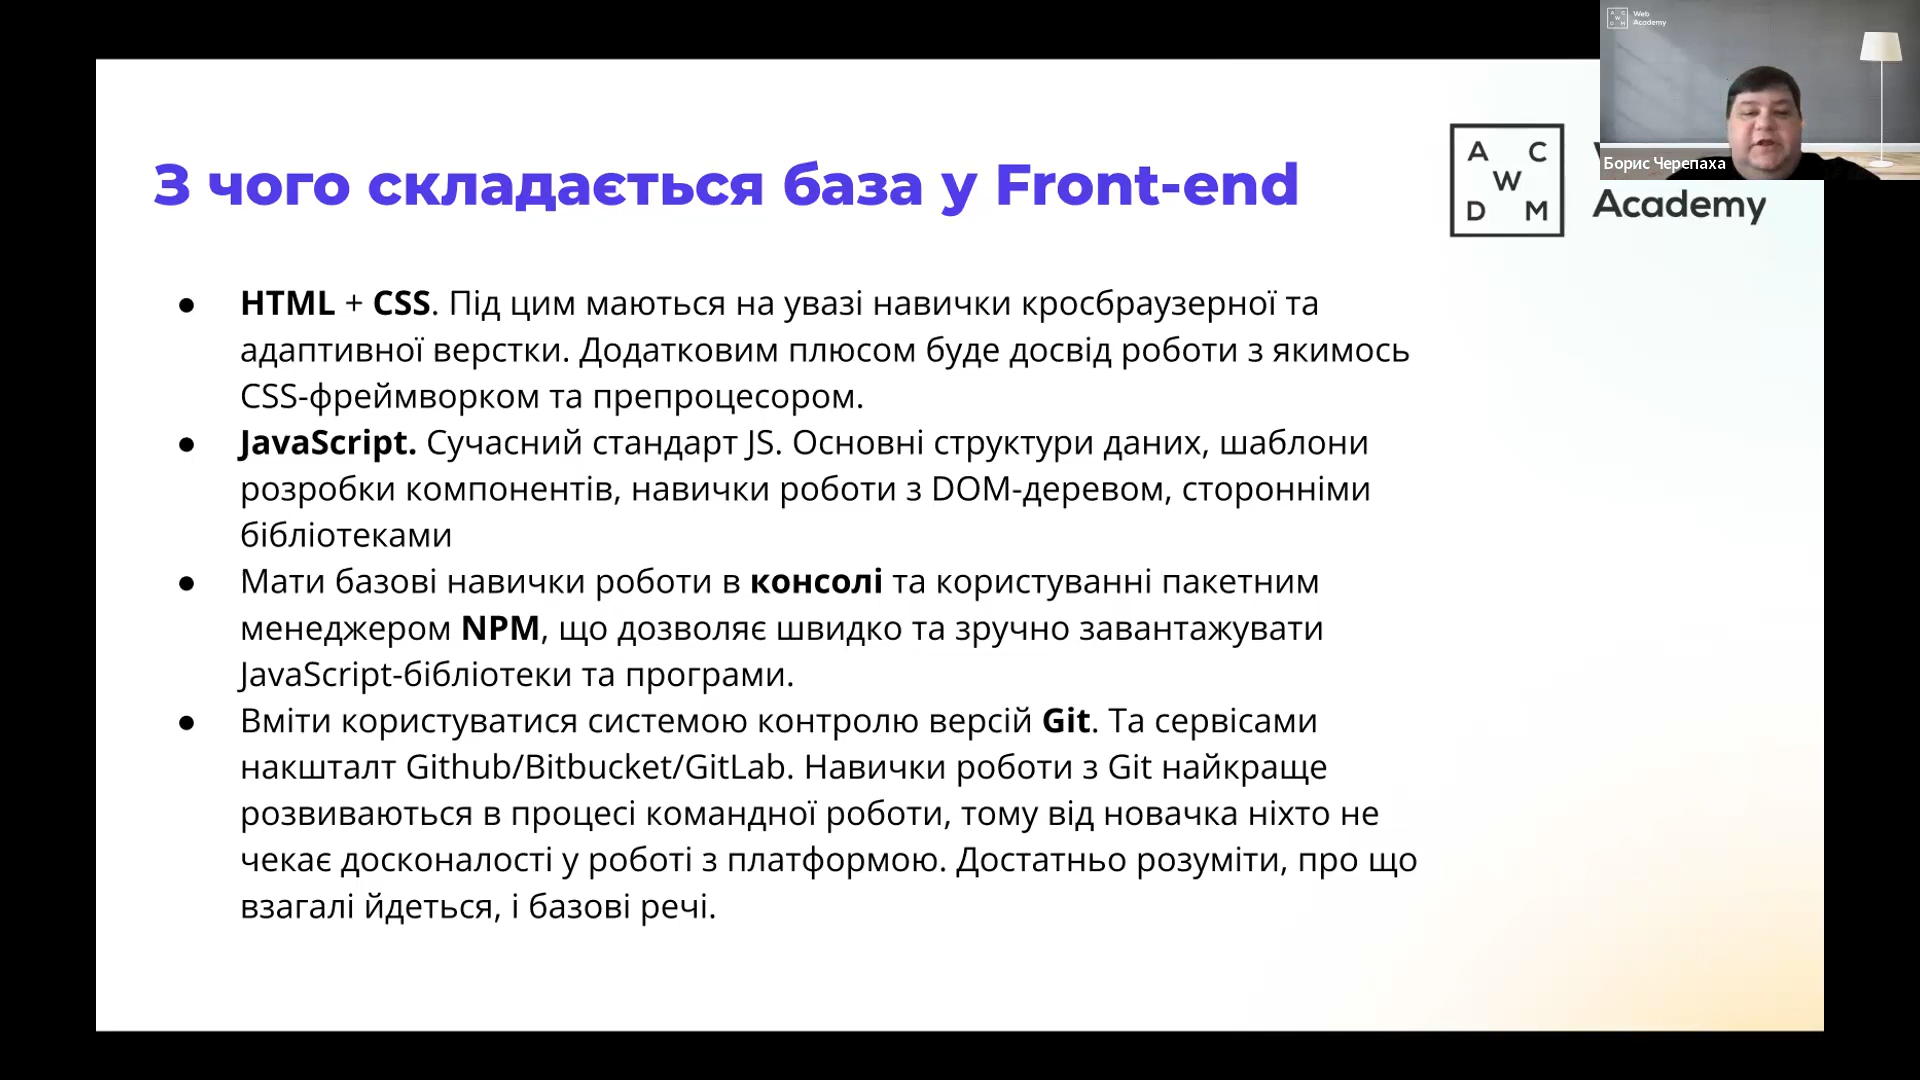 Web
Academy
Борис Черепаха
A C
W
D M
Academy
З чого складається база у Front-end
● HTML + CSS. Під цим маються на увазі навички кросбраузерної та
адаптивної верстки. Додатковим плюсом буде досвід роботи з якимось
CSS-фреймворком та препроцесором.
● JavaScript. Сучасний стандарт JS. Основні структури даних, шаблони
розробки компонентів, навички роботи з DOM-деревом, сторонніми
бібліотеками
● Мати базові навички роботи в консолі та користуванні пакетним
менеджером NPM, що дозволяє швидко та зручно завантажувати
JavaScript-бібліотеки та програми.
● Вміти користуватися системою контролю версій Git. Та сервісами
накшталт Github/Bitbucket/GitLab. Навички роботи з Git найкраще
розвиваються в процесі командної роботи, тому від новачка ніхто не
чекає досконалості у роботі з платформою. Достатньо розуміти, про що
взагалі йдеться, і базові речі.